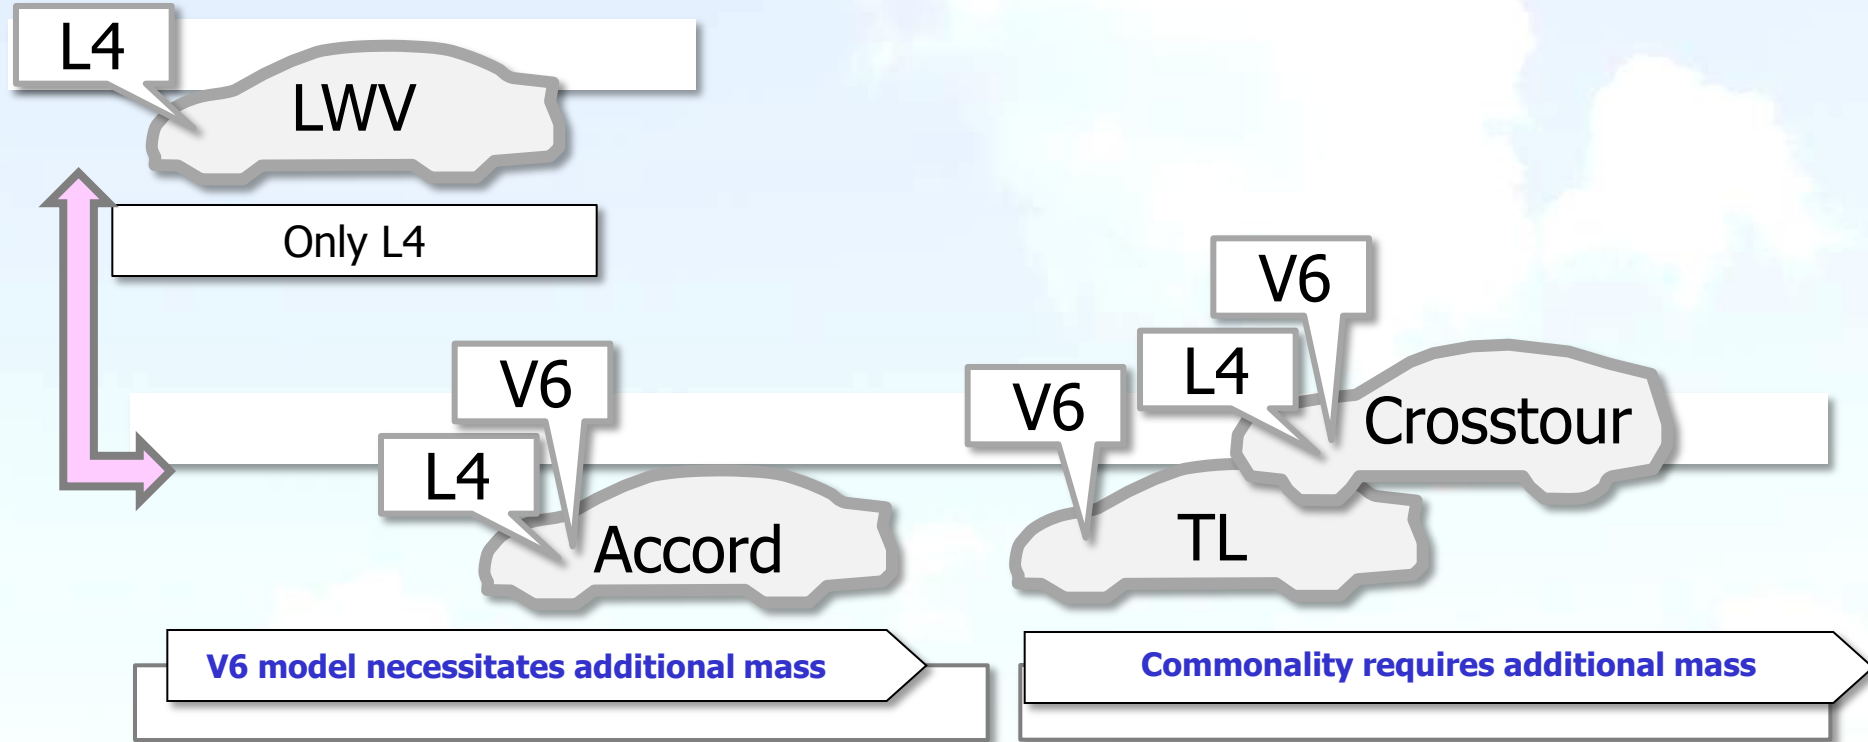 L4
LWV
Only L4
V6
L4
Accord
V6
TL
V6
L4
Crosstour
V6 model necessitates additional mass
Commonality requires additional mass